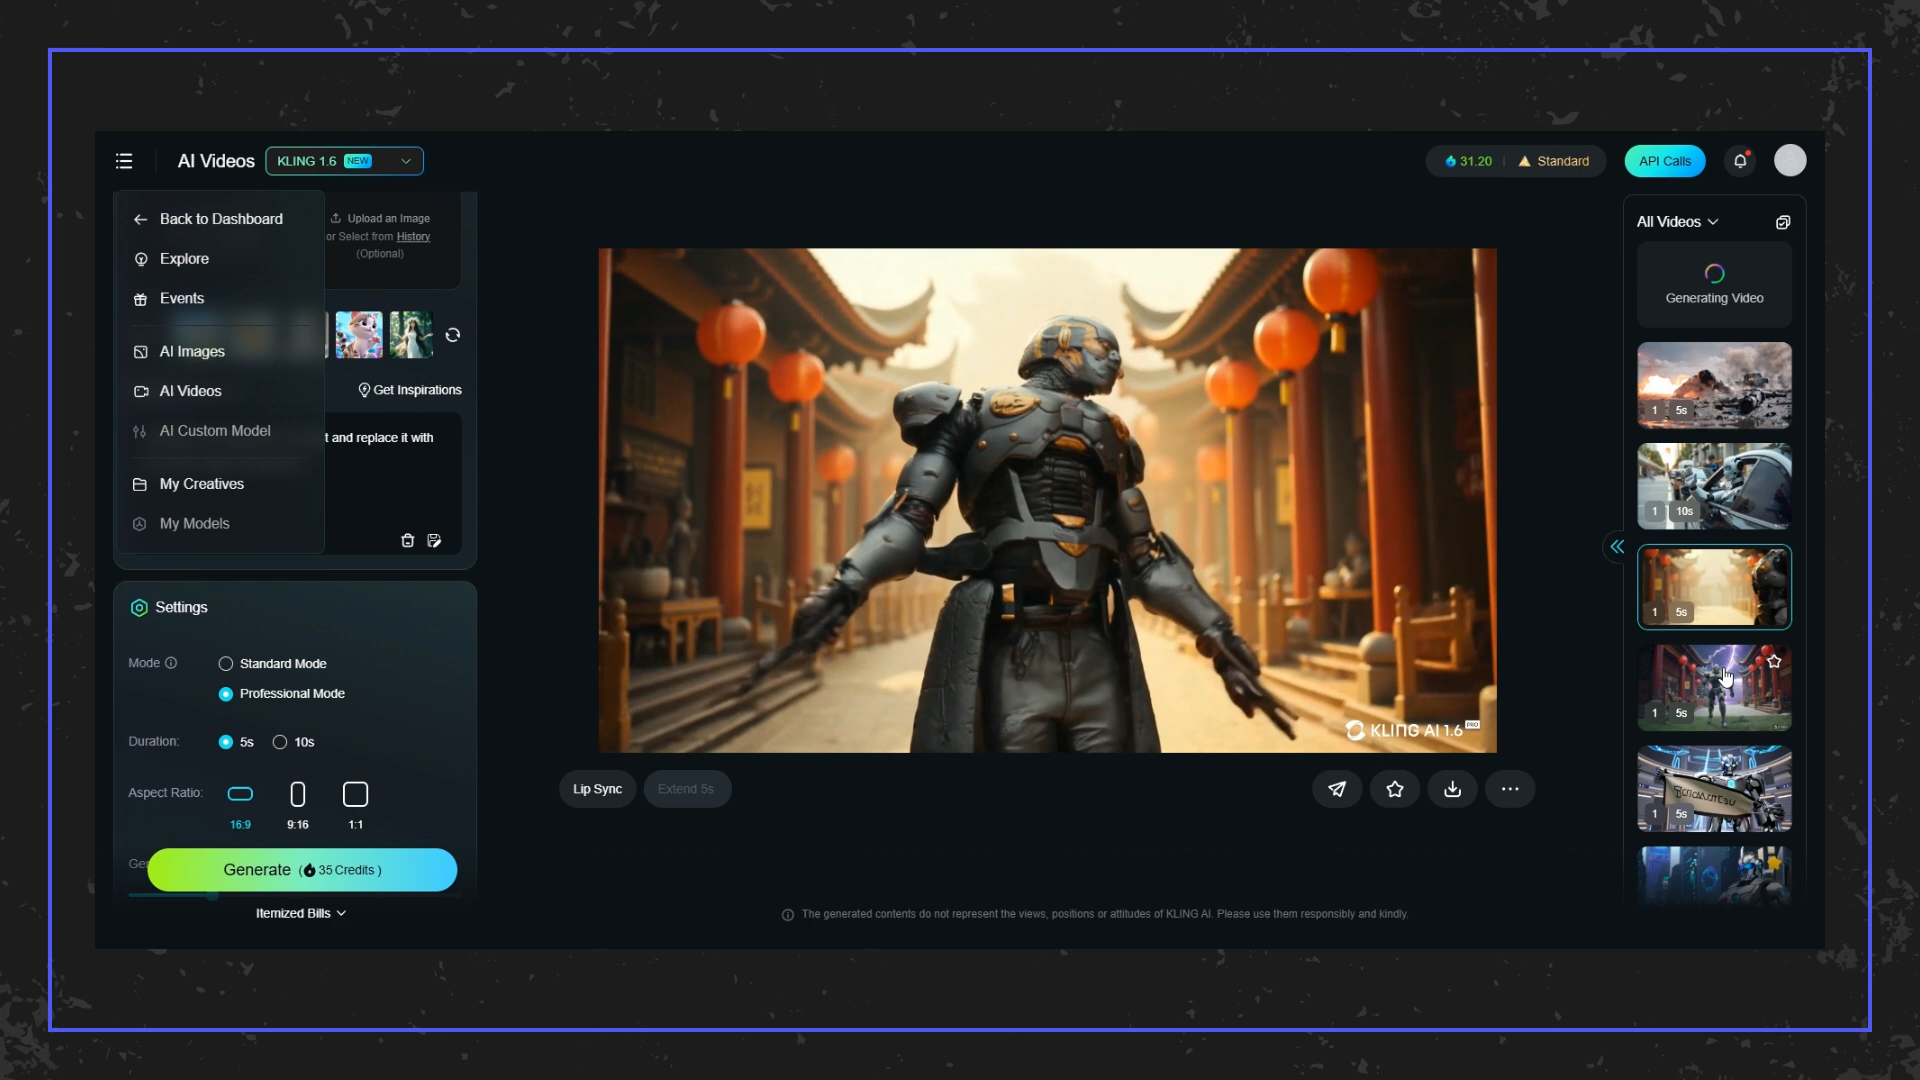 AI Videos
KLING 1.6 NEW
31.20
Standard
API Calls
Back to Dashboard
Explore
Events
AI Images
AI Videos
AI Custom Model
My Creatives
My Models
Upload an Image
or Select from History
(Optional)
Get Inspirations
t and replace it with
Settings
Mode
Standard Mode
Professional Mode
Duration:
5s
10s
Aspect Ratio:
16:9
9:16
1:1
Generate ( 35 Credits )
Itemized Bills
KLING AI 1.6 PRO
Lip Sync
Extend 5s
The generated contents do not represent the views, positions or attitudes of KLING AI. Please use them responsibly and kindly.
All Videos
Generating Video
1 5s
1 10s
1 5s
1 5s
1 5s